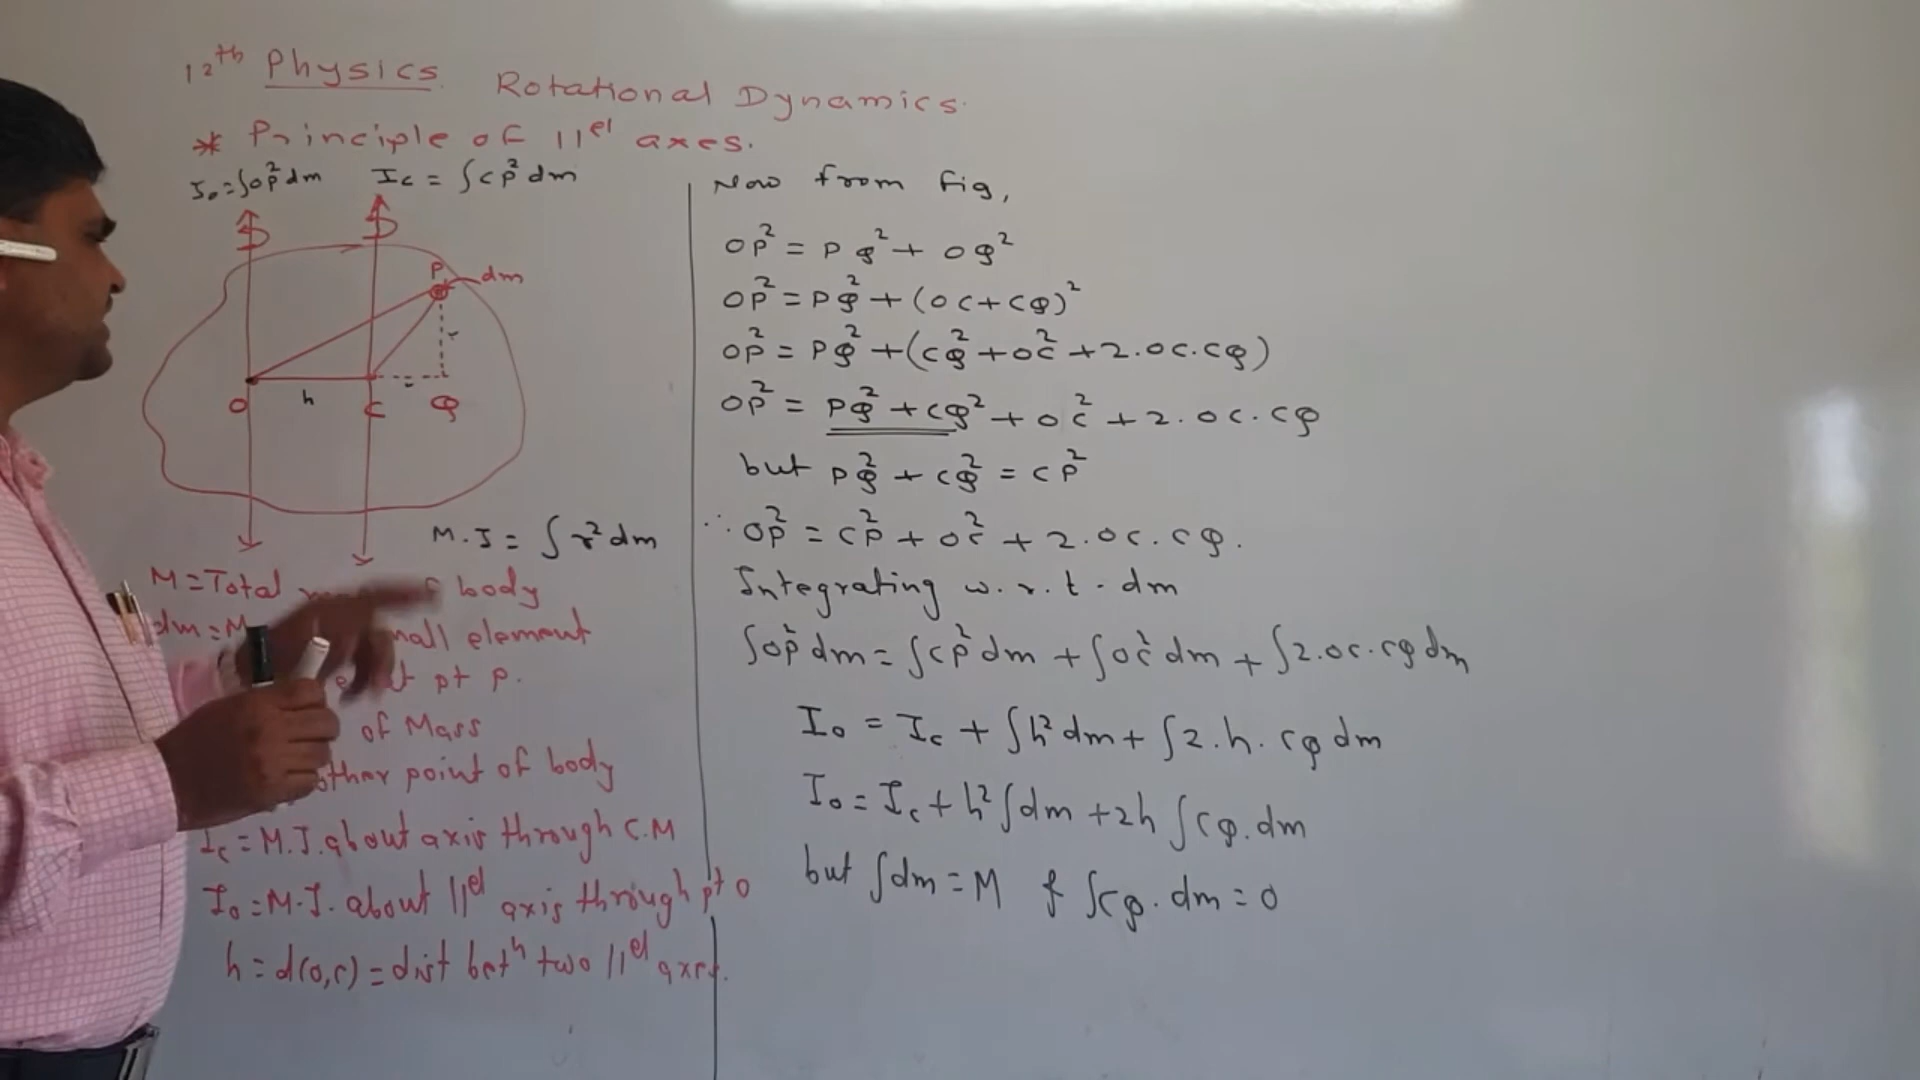 12th Physics. Rotational Dynamics.
* Principle of 11el axes.
I₀ = ∫OP² dm Ic = ∫CP² dm
P dm
O h C Q
M.I = ∫r² dm
M = Total of body
dm = M small element
at pt P.
of Mass
other point of body
Ic = M.I. about axis through C.M
I₀ = M.I. about 11el axis through pt O
h = d(O,C) = dist betn two 11el axes.
Now from fig,
OP² = PQ² + OQ²
OP² = PQ² + (OC + CQ)²
OP² = PQ² + (CQ² + OC² + 2.OC.CQ)
OP² = PQ² + CQ² + OC² + 2.OC.CQ
but PQ² + CQ² = CP²
∴ OP² = CP² + OC² + 2.OC.CQ.
Integrating w.r.t. dm
∫OP² dm = ∫CP² dm + ∫OC² dm + ∫2.OC.CQ dm
I₀ = Ic + ∫h² dm + ∫2.h.CQ dm
I₀ = Ic + h² ∫dm + 2h ∫CQ.dm
but ∫dm = M & ∫CQ.dm = 0